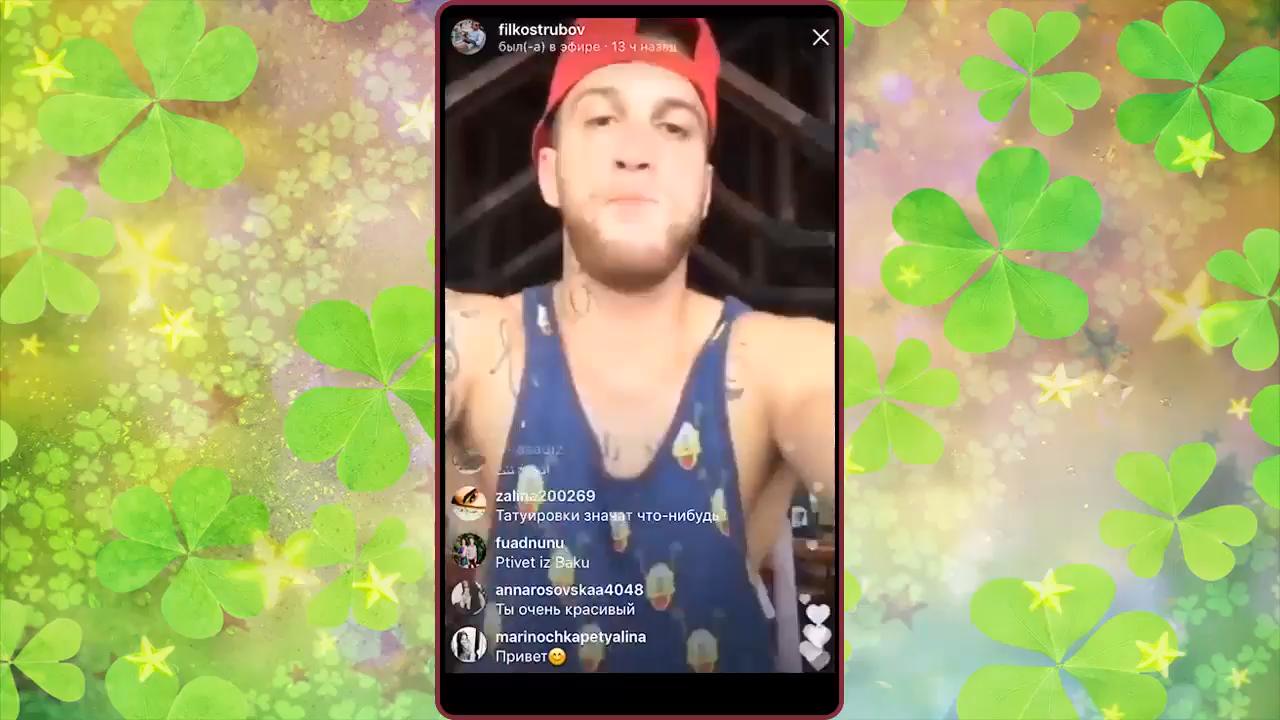 filkostrubov
был(-а) в эфире · 13 ч назад
asadiz
zalina200269
Татуировки значат что-нибудь
fuadnunu
Ptivet iz Baku
annarosovskaa4048
Ты очень красивый
marinochkapetyalina
Привет😊